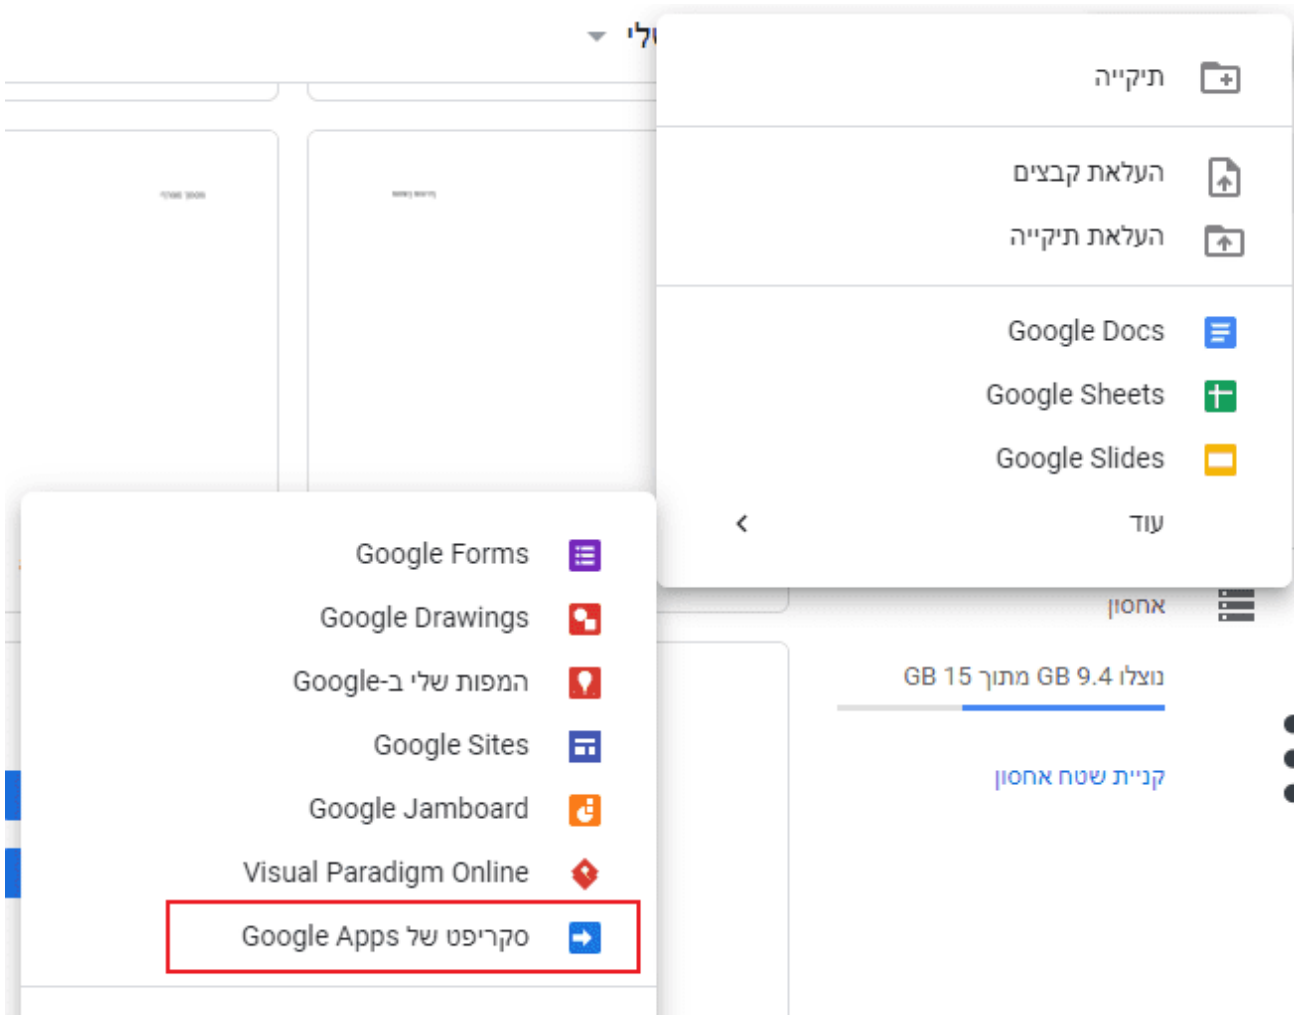 שלי
תיקייה
העלאת קבצים
העלאת תיקייה
Google Docs
Google Sheets
Google Slides
עוד
אחסון
נוצלו 9.4 GB מתוך 15 GB
קניית שטח אחסון
Google Forms
Google Drawings
המפות שלי ב-Google
Google Sites
Google Jamboard
Visual Paradigm Online
סקריפט של Google Apps